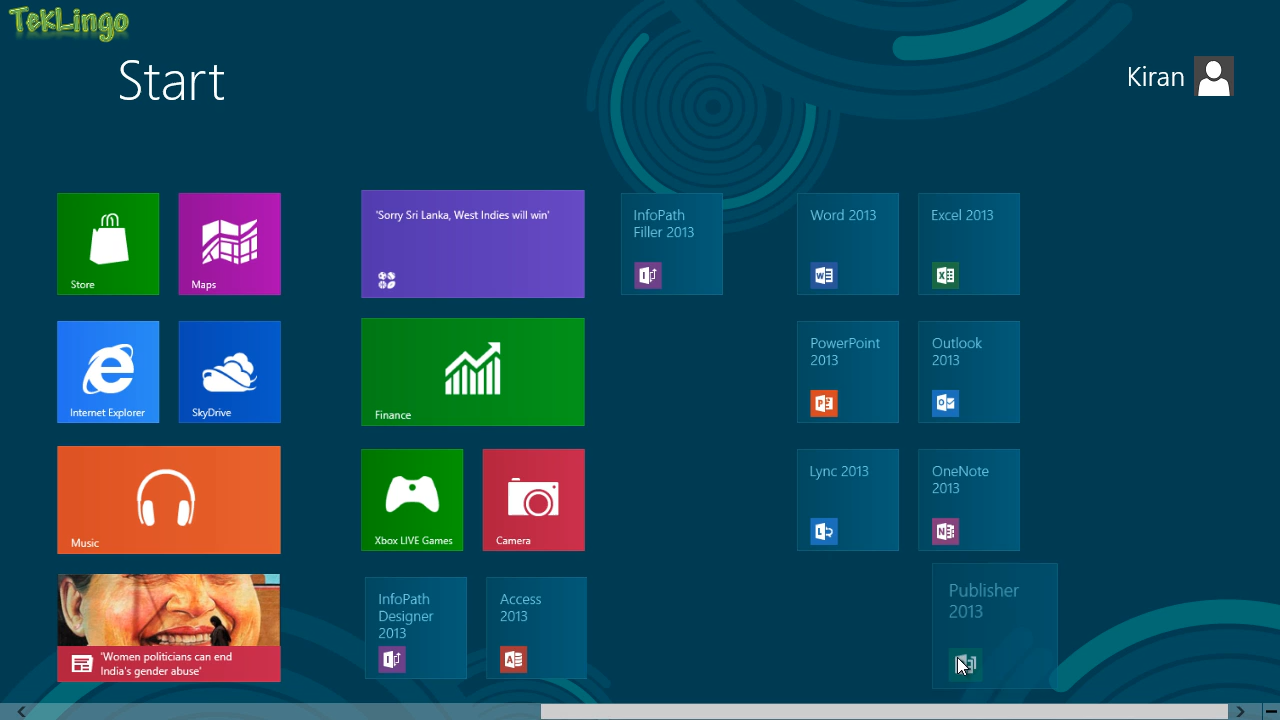 TekLingo
Start
Kiran
Store
Maps
'Sorry Sri Lanka, West Indies will win'
InfoPath
Filler 2013
Word 2013
Excel 2013
Internet Explorer
SkyDrive
Finance
PowerPoint
2013
Outlook
2013
Music
Xbox LIVE Games
Camera
Lync 2013
OneNote
2013
'Women politicians can end
India's gender abuse'
InfoPath
Designer
2013
Access
2013
Publisher
2013